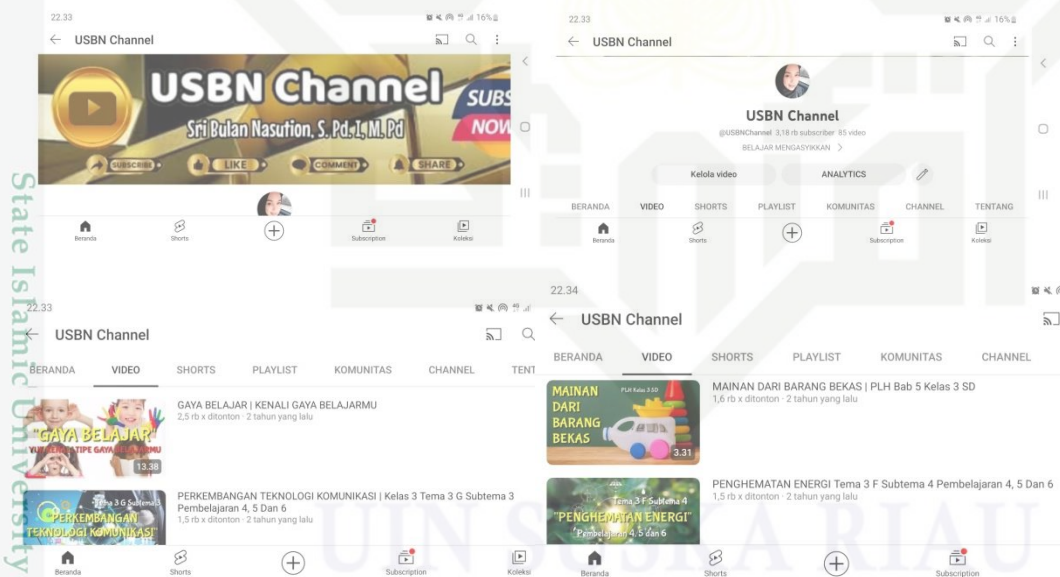 22.33
16%
USBN Channel
USBN Channel
Sri Bulan Nasution, S. Pd.I, M. Pd
SUBS
NOW
SUBSCRIBE
LIKE
COMMENT
SHARE
Beranda
Shorts
Subscription
Koleksi
22.33
16%
USBN Channel
USBN Channel
@USBNChannel 3,18 rb subscriber 85 video
BELAJAR MENGASYIKKAN
Kelola video
ANALYTICS
BERANDA VIDEO SHORTS PLAYLIST KOMUNITAS CHANNEL TENTANG
Beranda
Shorts
Subscription
Koleksi
22.33
USBN Channel
BERANDA VIDEO SHORTS PLAYLIST KOMUNITAS CHANNEL TENT
"GAYA BELAJAR"
13.38
GAYA BELAJAR | KENALI GAYA BELAJARMU
2,5 rb x ditonton · 2 tahun yang lalu
Tema 3 G Subtema 3
"PERKEMBANGAN
TEKNOLOGI KOMUNIKASI"
PERKEMBANGAN TEKNOLOGI KOMUNIKASI | Kelas 3 Tema 3 G Subtema 3
Pembelajaran 4, 5 Dan 6
1,5 rb x ditonton · 2 tahun yang lalu
Beranda
Shorts
Subscription
Koleksi
22.34
USBN Channel
BERANDA VIDEO SHORTS PLAYLIST KOMUNITAS CHANNEL
MAINAN
DARI
BARANG
BEKAS
PLH Kelas 3 SD
3.31
MAINAN DARI BARANG BEKAS | PLH Bab 5 Kelas 3 SD
1,6 rb x ditonton · 2 tahun yang lalu
Tema 3 F Subtema 4
"PENGHEMATAN ENERGI"
Pembelajaran 4, 5 dan 6
PENGHEMATAN ENERGI Tema 3 F Subtema 4 Pembelajaran 4, 5 Dan 6
1,5 rb x ditonton · 2 tahun yang lalu
Beranda
Shorts
Subscription
State Islamic University
UIN SUSKA RIAU